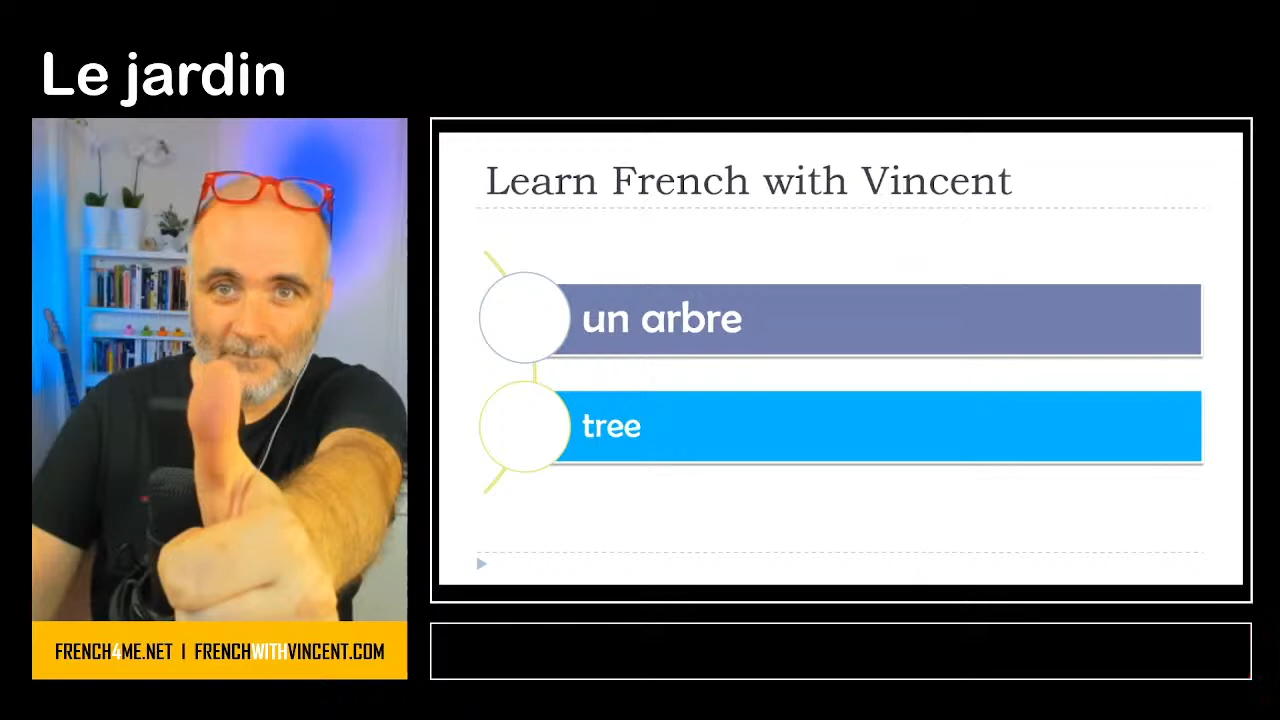 Le jardin
Learn French with Vincent
un arbre
tree
FRENCH4ME.NET I FRENCHWITHVINCENT.COM